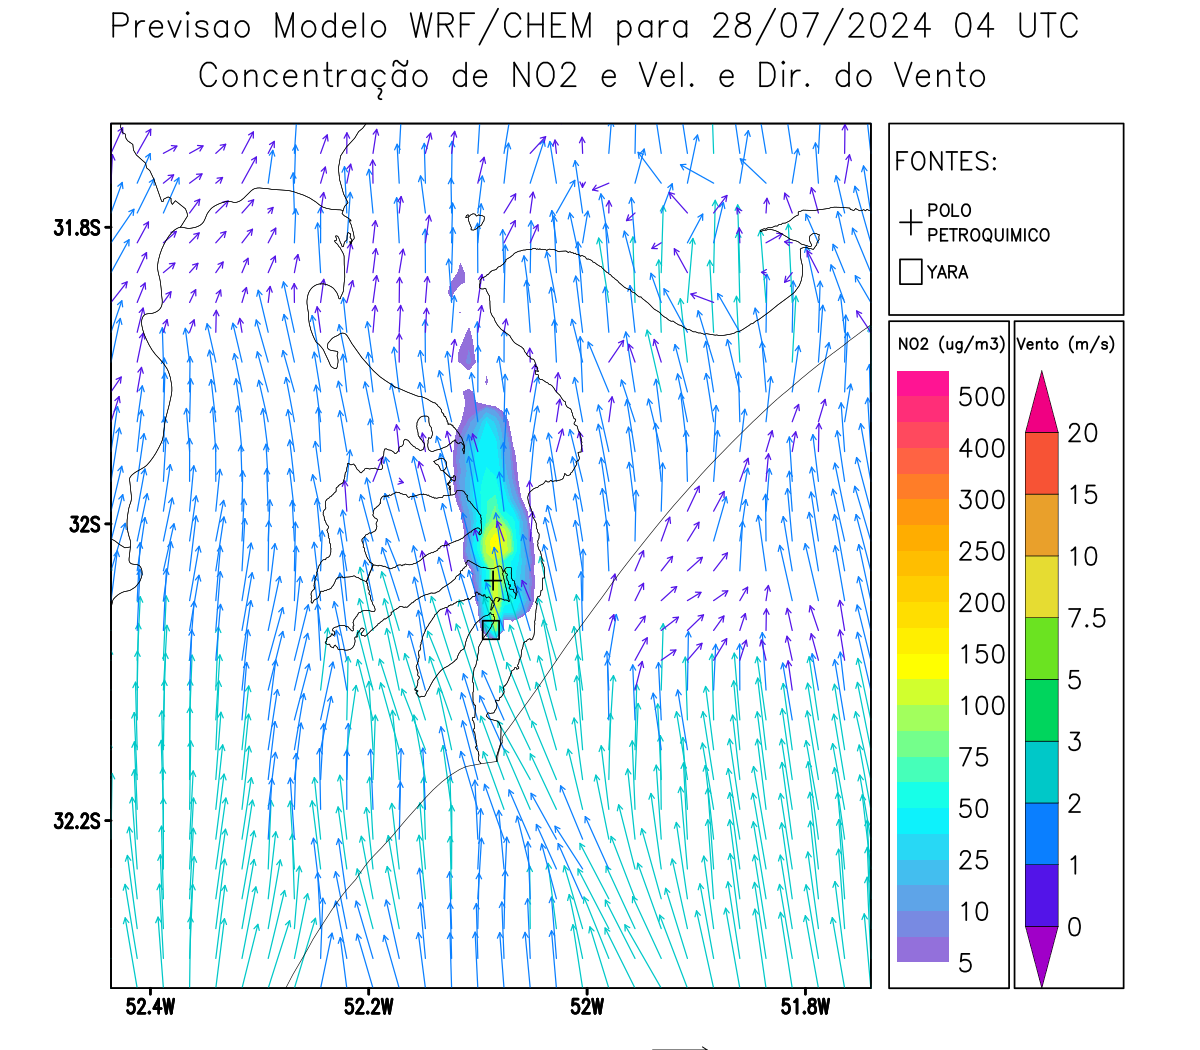 Previsao Modelo WRF/CHEM para 28/07/2024 04 UTC
Concentração de NO2 e Vel. e Dir. do Vento
FONTES:
POLO
PETROQUIMICO
YARA
NO2 (ug/m3)
500
400
300
250
200
150
100
75
50
25
10
5
Vento (m/s)
20
15
10
7.5
5
3
2
1
0
31.8S
32S
32.2S
52.4W
52.2W
52W
51.8W